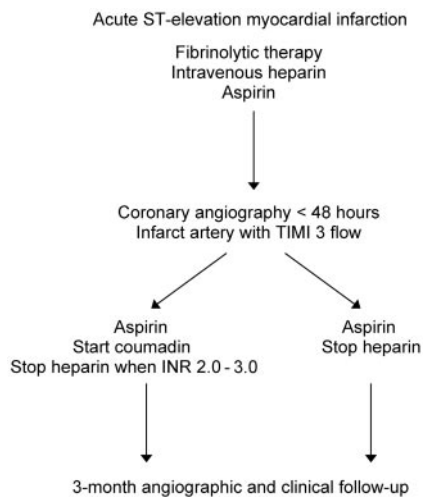 Acute ST-elevation myocardial infarction
Fibrinolytic therapy
Intravenous heparin
Aspirin
Coronary angiography < 48 hours
Infarct artery with TIMI 3 flow
Aspirin
Start coumadin
Stop heparin when INR 2.0 - 3.0
Aspirin
Stop heparin
3-month angiographic and clinical follow-up